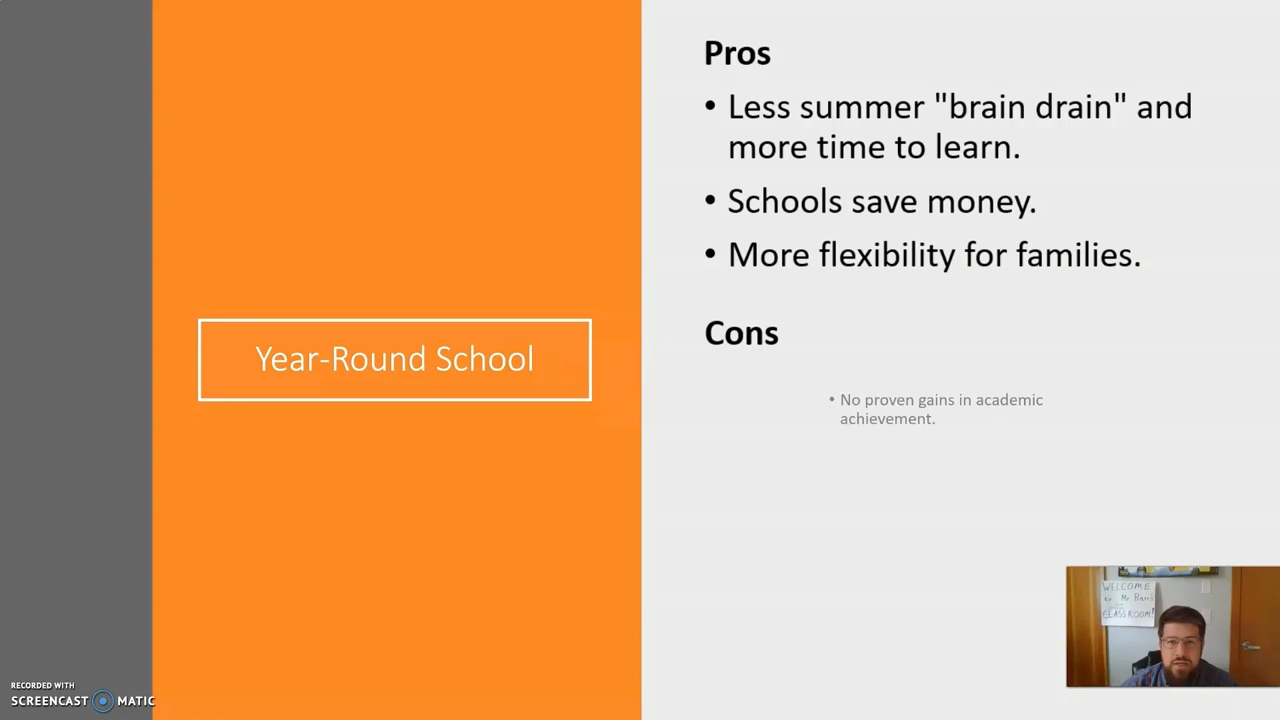 Pros
• Less summer "brain drain" and
more time to learn.
• Schools save money.
• More flexibility for families.
Year-Round School
Cons
• No proven gains in academic
achievement.
WELCOME
to Mr
CLASSROOM!
RECORDED WITH
SCREENCAST MATIC